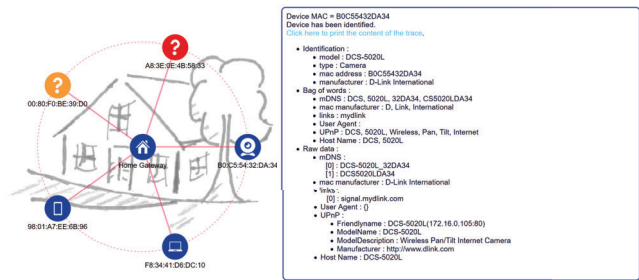 A8:3E:0E:4B:58:33
00:80:F0:BE:39:D0
Home Gateway
B0:C5:54:32:DA:34
98:01:A7:EE:6B:96
F8:34:41:D6:DC:10
Device MAC = B0C55432DA34
Device has been identified.
Click here to print the content of the trace.
Identification :
model : DCS-5020L
type : Camera
mac address : B0C55432DA34
manufacturer : D-Link International
Bag of words :
mDNS : DCS, 5020L, 32DA34, CS5020LDA34
mac manufacturer : D, Link, International
links : mydlink
User Agent :
UPnP : DCS, 5020L, Wireless, Pan, Tilt, Internet
Host Name : DCS, 5020L
Raw data :
mDNS :
[0] : DCS-5020L_32DA34
[1] : DCS5020LDA34
mac manufacturer : D-Link International
links :
[0] : signal.mydlink.com
User Agent : {}
UPnP :
Friendlyname : DCS-5020L(172.16.0.105:80)
ModelName : DCS-5020L
ModelDescription : Wireless Pan/Tilt Internet Camera
Manufacturer : http://www.dlink.com
Host Name : DCS-5020L